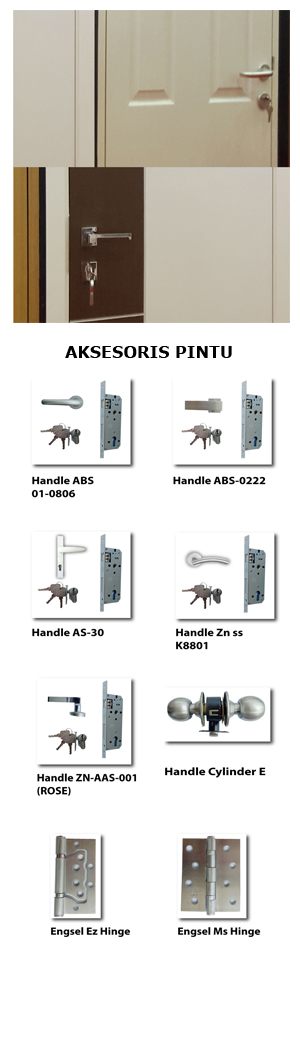 AKSESORIS PINTU
Handle ABS
01-0806
Handle ABS-0222
Handle AS-30
Handle Zn ss
K8801
Handle ZN-AAS-001
(ROSE)
Handle Cylinder E
Engsel Ez Hinge
Engsel Ms Hinge